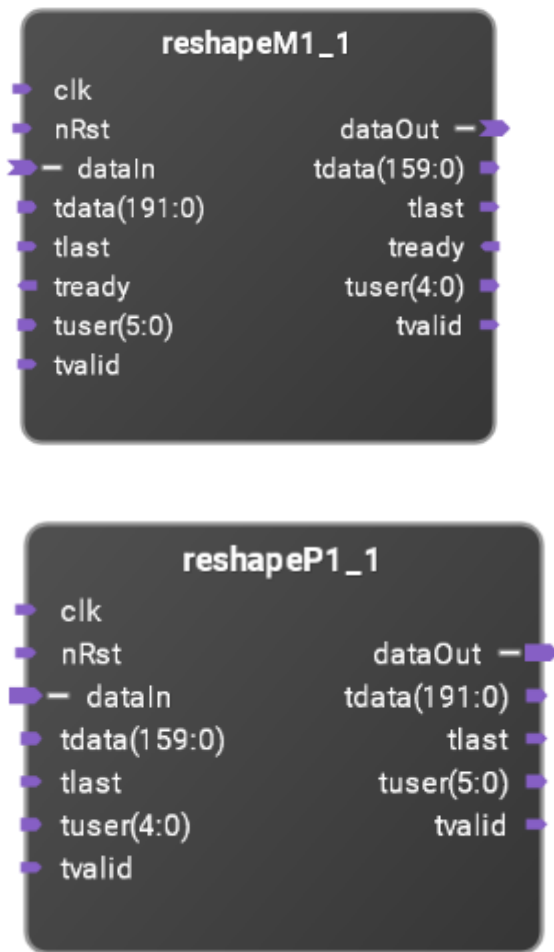 reshapeM1_1
clk
nRst
dataOut
dataIn
tdata(159:0)
tdata(191:0)
tlast
tlast
tready
tready
tuser(4:0)
tuser(5:0)
tvalid
tvalid
reshapeP1_1
clk
nRst
dataOut
dataIn
tdata(191:0)
tdata(159:0)
tlast
tlast
tuser(5:0)
tuser(4:0)
tvalid
tvalid